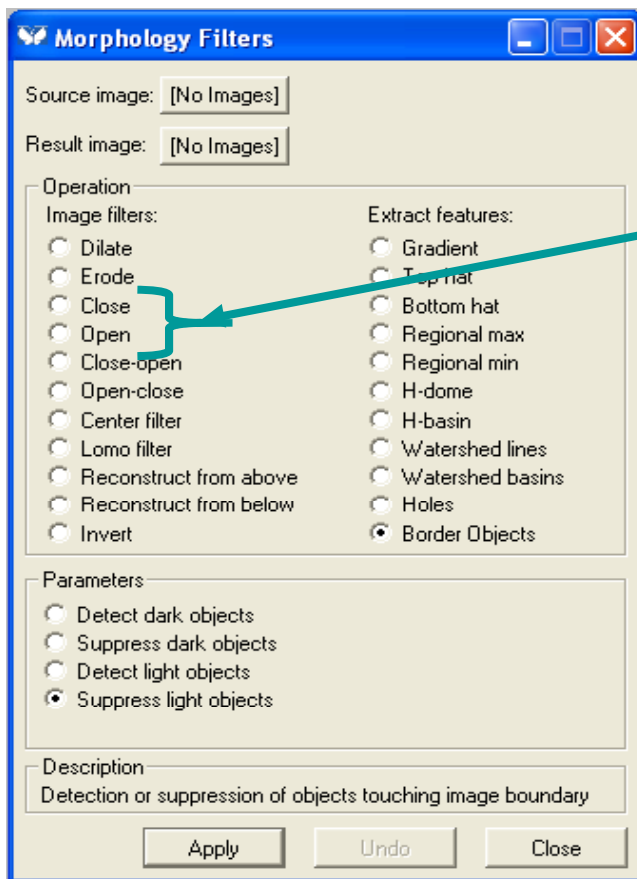 Morphology Filters
Source image: [No Images]
Result image: [No Images]
Operation
Image filters:
Dilate
Erode
Close
Open
Close-open
Open-close
Center filter
Lomo filter
Reconstruct from above
Reconstruct from below
Invert
Extract features:
Gradient
Top hat
Bottom hat
Regional max
Regional min
H-dome
H-basin
Watershed lines
Watershed basins
Holes
Border Objects
Parameters
Detect dark objects
Suppress dark objects
Detect light objects
Suppress light objects
Description
Detection or suppression of objects touching image boundary
Apply Undo Close